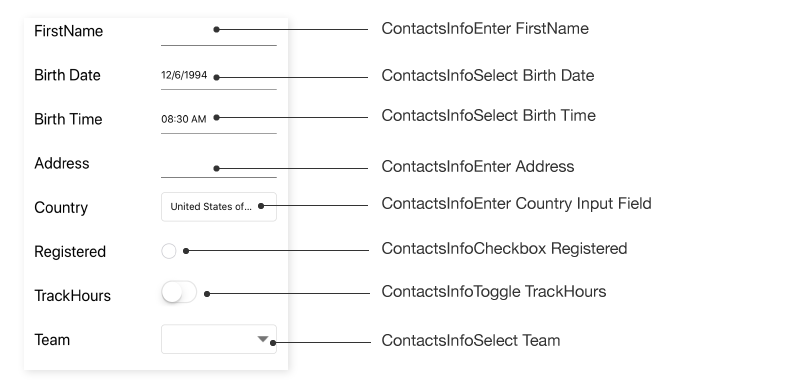 FirstName
ContactsInfoEnter FirstName
Birth Date
12/6/1994
ContactsInfoSelect Birth Date
Birth Time
08:30 AM
ContactsInfoSelect Birth Time
Address
ContactsInfoEnter Address
Country
United States of...
ContactsInfoEnter Country Input Field
Registered
ContactsInfoCheckbox Registered
TrackHours
ContactsInfoToggle TrackHours
Team
ContactsInfoSelect Team